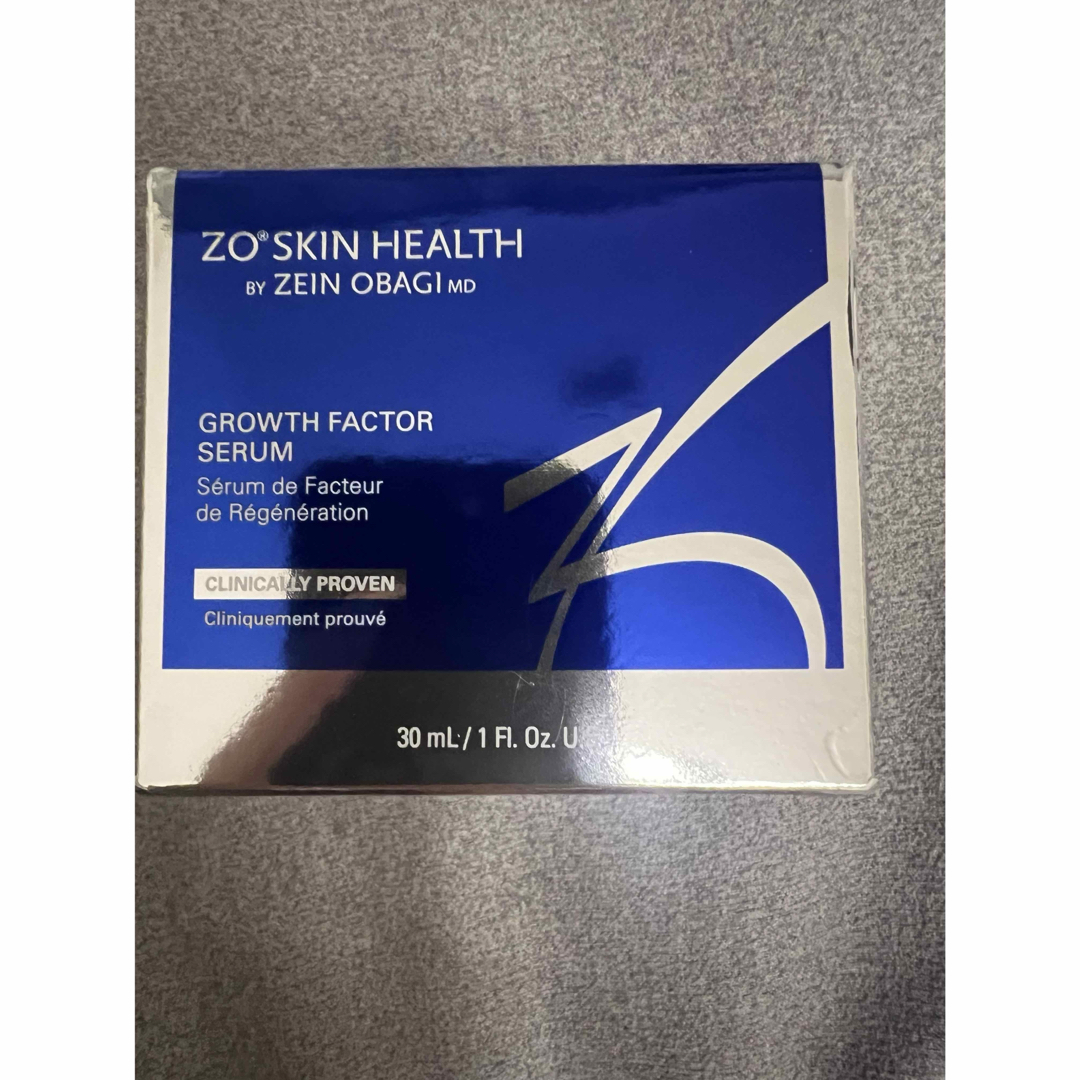 ZO® SKIN HEALTH
BY ZEIN OBAGI MD
GROWTH FACTOR
SERUM
Sérum de Facteur
de Régénération
CLINICALLY PROVEN
Cliniquement prouvé
30 mL / 1 Fl. Oz. U